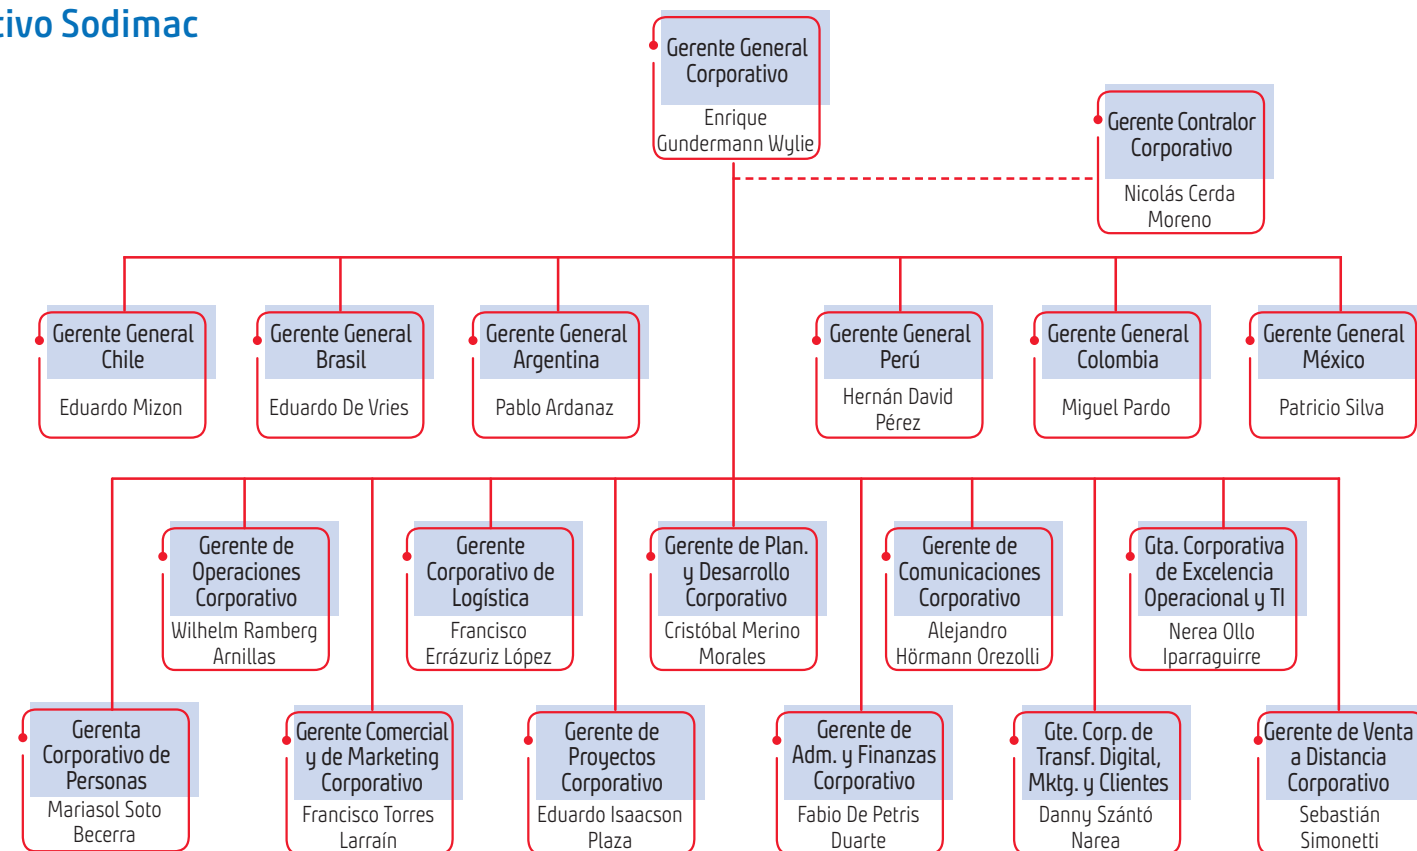 tivo Sodimac
Gerente General
Corporativo
Enrique
Gundermann Wylie
Gerente Contralor
Corporativo
Nicolás Cerda
Moreno
Gerente General
Chile
Eduardo Mizon
Gerente General
Brasil
Eduardo De Vries
Gerente General
Argentina
Pablo Ardanaz
Gerente General
Perú
Hernán David
Pérez
Gerente General
Colombia
Miguel Pardo
Gerente General
México
Patricio Silva
Gerente de
Operaciones
Corporativo
Wilhelm Ramberg
Arnillas
Gerente
Corporativo de
Logística
Francisco
Errázuriz López
Gerente de Plan.
y Desarrollo
Corporativo
Cristóbal Merino
Morales
Gerente de
Comunicaciones
Corporativo
Alejandro
Hörmann Orezolli
Gta. Corporativa
de Excelencia
Operacional y TI
Nerea Ollo
Iparraguirre
Gerenta
Corporativo de
Personas
Mariasol Soto
Becerra
Gerente Comercial
y de Marketing
Corporativo
Francisco Torres
Larraín
Gerente de
Proyectos
Corporativo
Eduardo Isaacson
Plaza
Gerente de
Adm. y Finanzas
Corporativo
Fabio De Petris
Duarte
Gte. Corp. de
Transf. Digital,
Mktg. y Clientes
Danny Szántó
Narea
Gerente de Venta
a Distancia
Corporativo
Sebastián
Simonetti